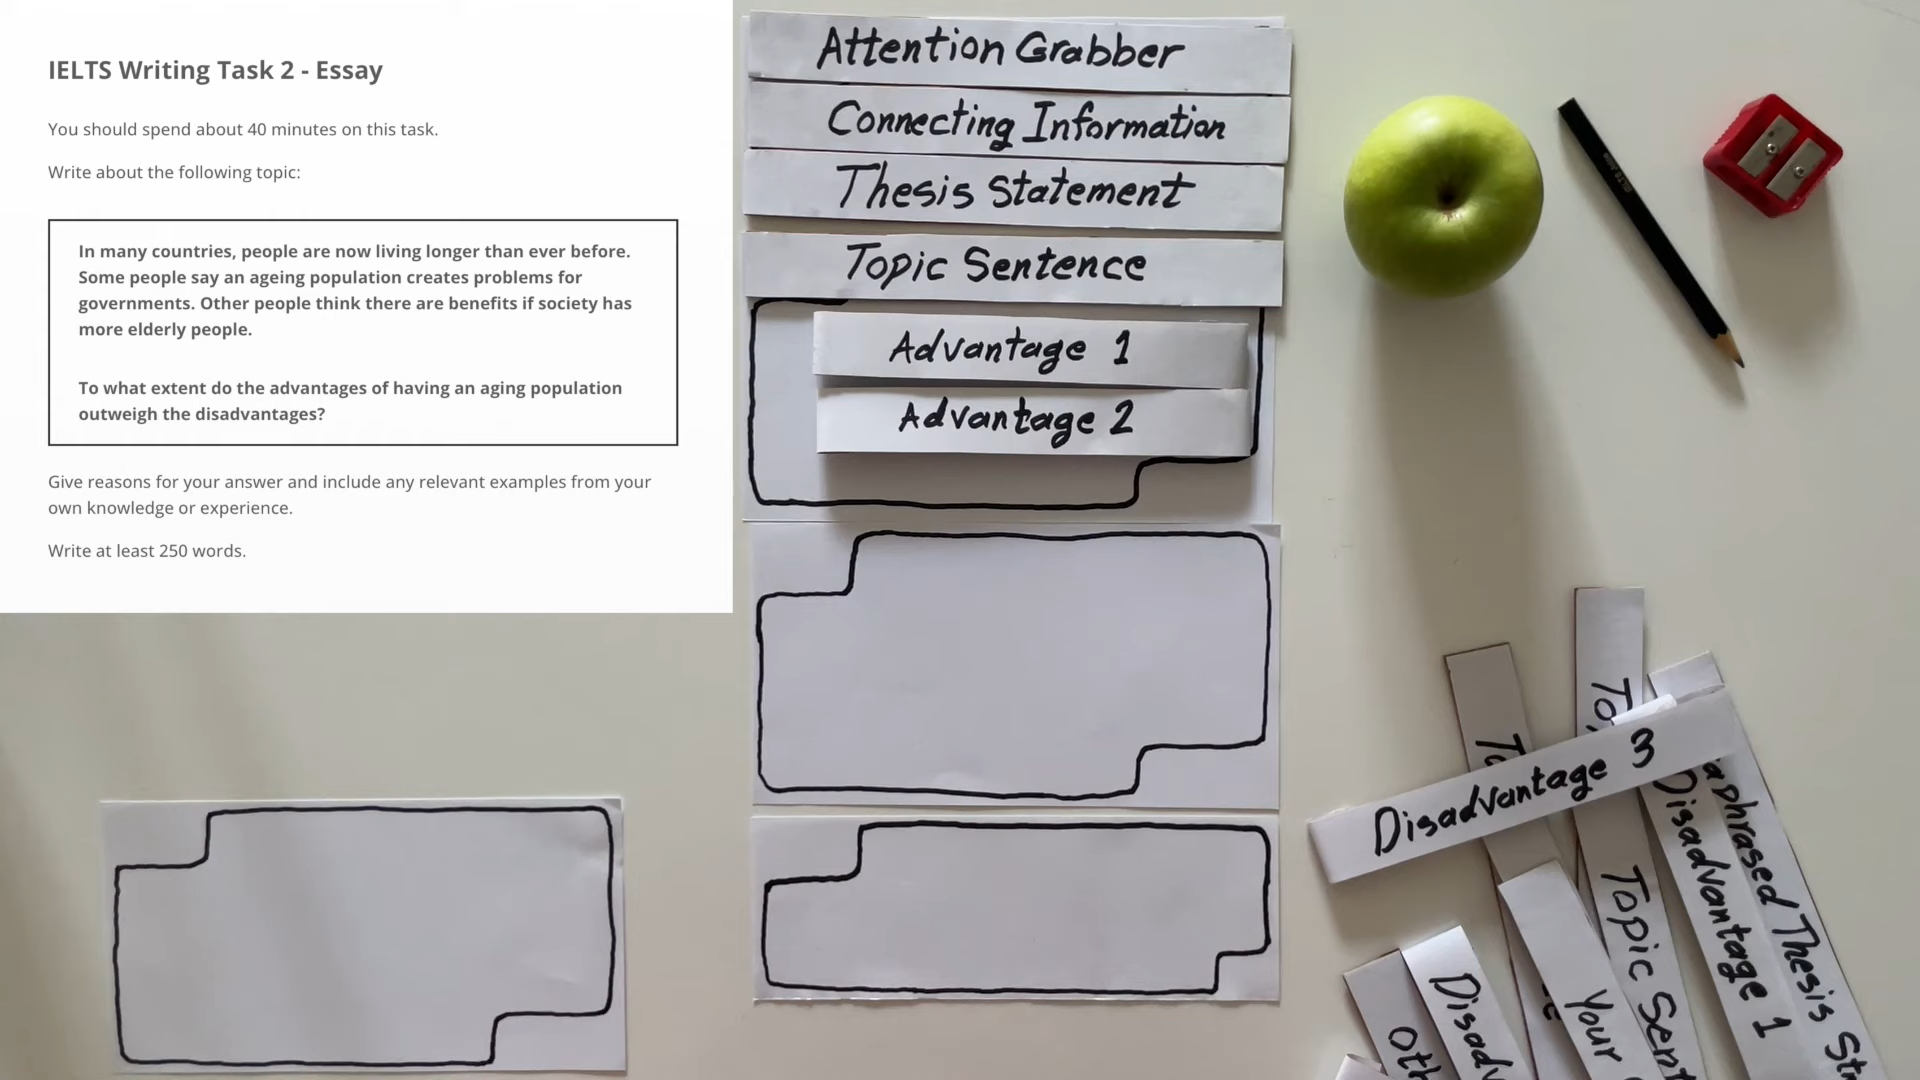 IELTS Writing Task 2 - Essay
You should spend about 40 minutes on this task.
Write about the following topic:
In many countries, people are now living longer than ever before.
Some people say an ageing population creates problems for
governments. Other people think there are benefits if society has
more elderly people.
To what extent do the advantages of having an aging population
outweigh the disadvantages?
Give reasons for your answer and include any relevant examples from your
own knowledge or experience.
Write at least 250 words.
Attention Grabber
Connecting Information
Thesis Statement
Topic Sentence
Advantage 1
Advantage 2
Disadvantage 3
Disadvantage 1
Thesis
Topic
Your